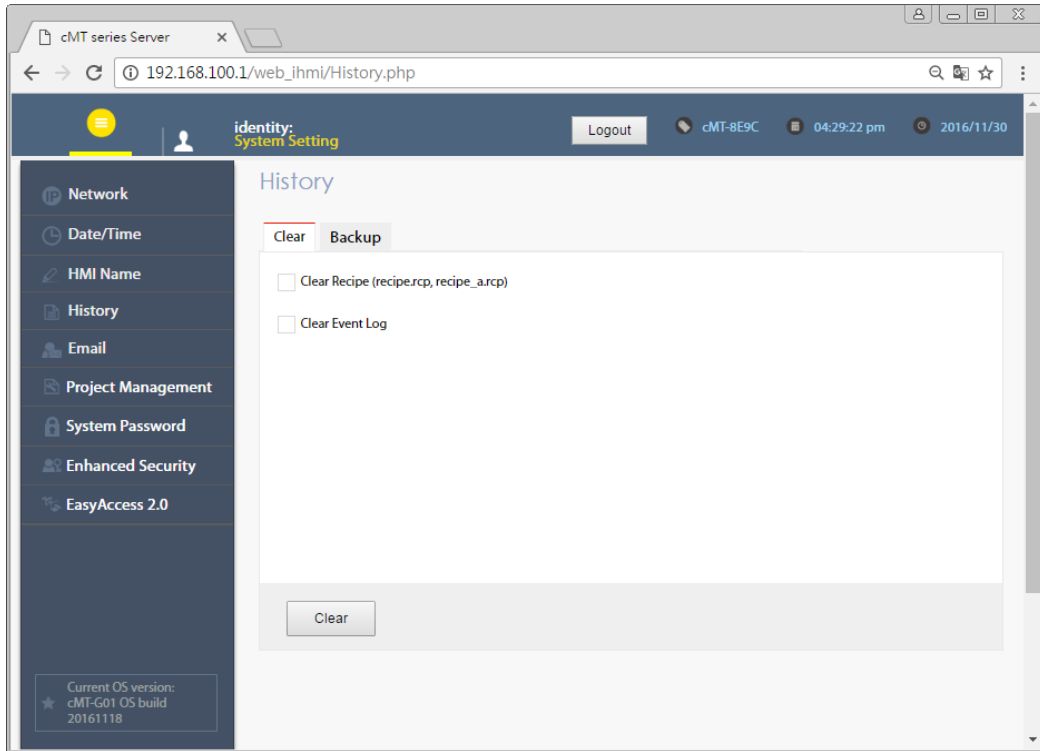 cMT series Server
192.168.100.1/web_ihmi/History.php
identity:
System Setting
Logout
cMT-8E9C
04:29:22 pm
2016/11/30
IP
Network
Date/Time
HMI Name
History
Email
Project Management
System Password
Enhanced Security
EasyAccess 2.0
Current OS version:
cMT-G01 OS build
20161118
History
Clear Backup
Clear Recipe (recipe.rcp, recipe_a.rcp)
Clear Event Log
Clear